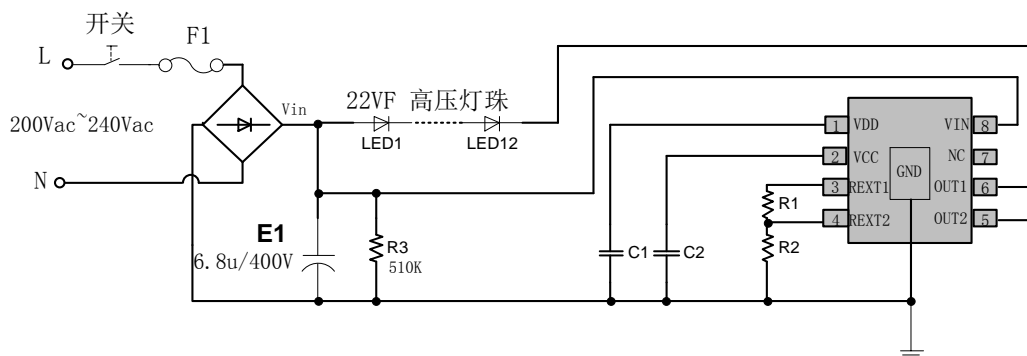 开关
F1
L
Vin
22VF 高压灯珠
200Vac~240Vac
LED1
LED12
N
1 VDD
VIN 8
2 VCC
NC 7
GND
3 REXT1
OUT1 6
4 REXT2
OUT2 5
R1
R2
E1
6.8u/400V
R3
510K
C1
C2